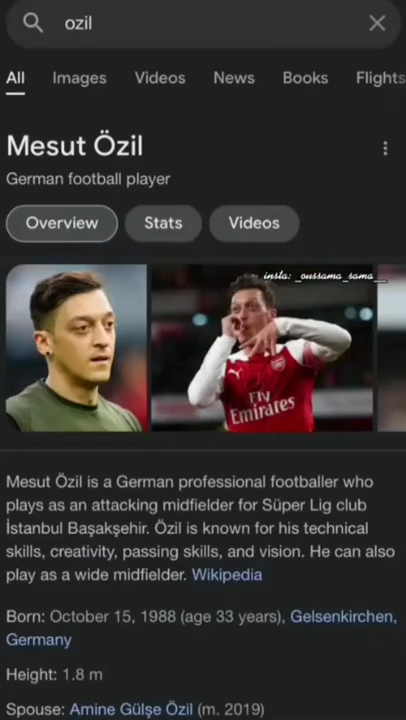 ozil
All Images Videos News Books Flights
Mesut Özil
German football player
Overview Stats Videos
insta: _oussama_sama_
Fly
Emirates
Mesut Özil is a German professional footballer who
plays as an attacking midfielder for Süper Lig club
İstanbul Başakşehir. Özil is known for his technical
skills, creativity, passing skills, and vision. He can also
play as a wide midfielder. Wikipedia
Born: October 15, 1988 (age 33 years), Gelsenkirchen,
Germany
Height: 1.8 m
Spouse: Amine Gülşe Özil (m. 2019)